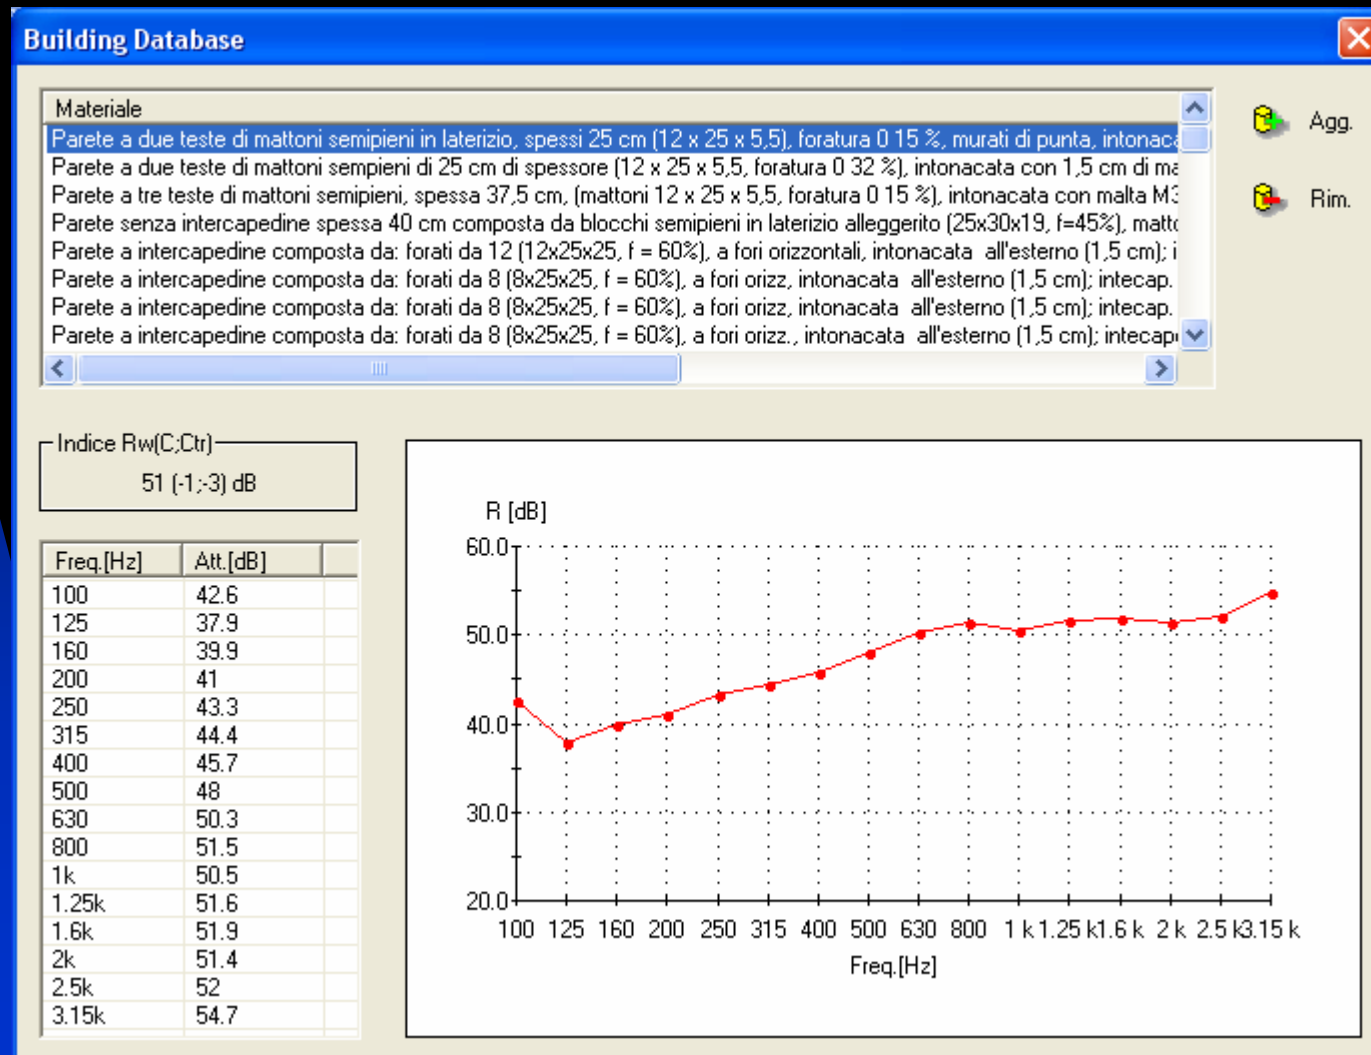 Building Database
Materiale
Parete a due teste di mattoni semipieni in laterizio, spessi 25 cm (12 x 25 x 5,5), foratura 0 15 %, murati di punta, intonaca
Parete a due teste di mattoni sempieni di 25 cm di spessore (12 x 25 x 5,5, foratura 0 32 %), intonacata con 1,5 cm di ma
Parete a tre teste di mattoni semipieni, spessa 37,5 cm, (mattoni 12 x 25 x 5,5, foratura 0 15 %), intonacata con malta M3
Parete senza intercapedine spessa 40 cm composta da blocchi semipieni in laterizio alleggerito (25x30x19, f=45%), matto
Parete a intercapedine composta da: forati da 12 (12x25x25, f = 60%), a fori orizzontali, intonacata all'esterno (1,5 cm); i
Parete a intercapedine composta da: forati da 8 (8x25x25, f = 60%), a fori orizz, intonacata all'esterno (1,5 cm); intecap.
Parete a intercapedine composta da: forati da 8 (8x25x25, f = 60%), a fori orizz, intonacata all'esterno (1,5 cm); intecap.
Parete a intercapedine composta da: forati da 8 (8x25x25, f = 60%), a fori orizz., intonacata all'esterno (1,5 cm); intecap
Agg.
Rim.
Indice Rw(C;Ctr)
51 (-1;-3) dB
Freq.[Hz] Att.[dB]
100 42.6
125 37.9
160 39.9
200 41
250 43.3
315 44.4
400 45.7
500 48
630 50.3
800 51.5
1k 50.5
1.25k 51.6
1.6k 51.9
2k 51.4
2.5k 52
3.15k 54.7
R [dB]
60.0
50.0
40.0
30.0
20.0
100 125 160 200 250 315 400 500 630 800 1 k 1.25 k 1.6 k 2 k 2.5 k 3.15 k
Freq.[Hz]